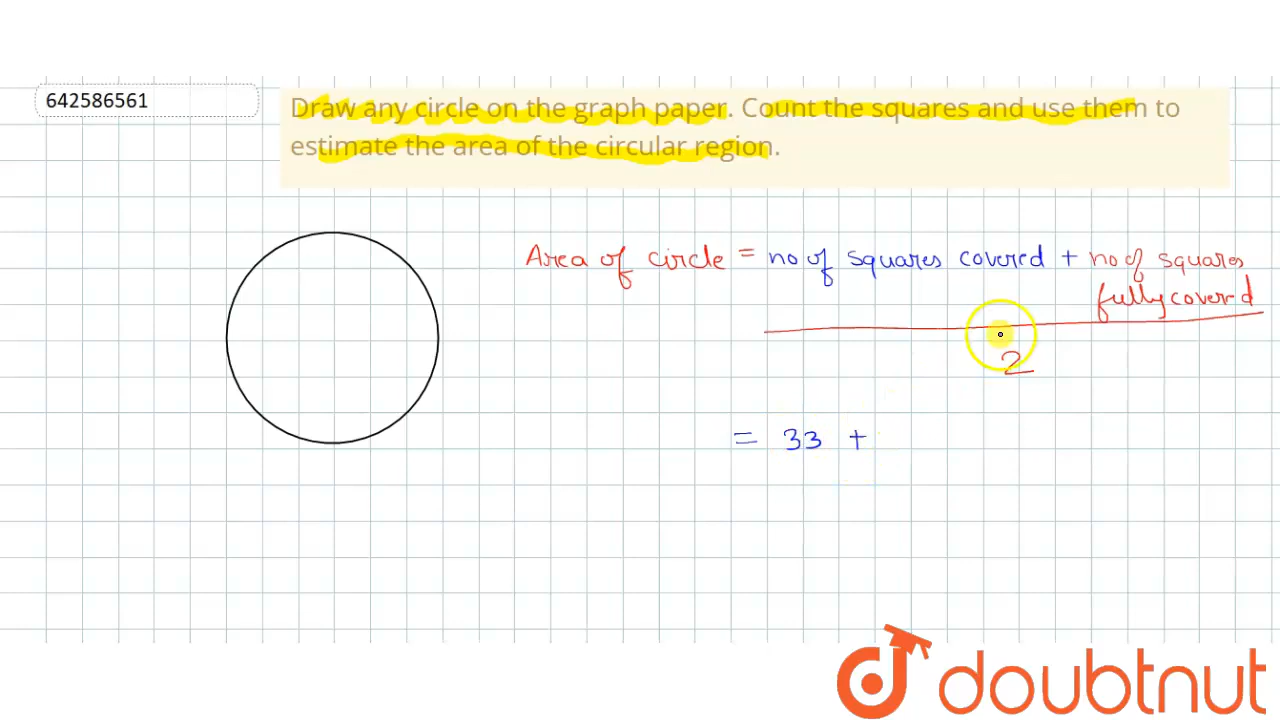 642586561
Draw any circle on the graph paper. Count the squares and use them to
estimate the area of the circular region.
Area of circle = no of squares covered + no of squares
fully covered
2
= 33 +
doubtnut